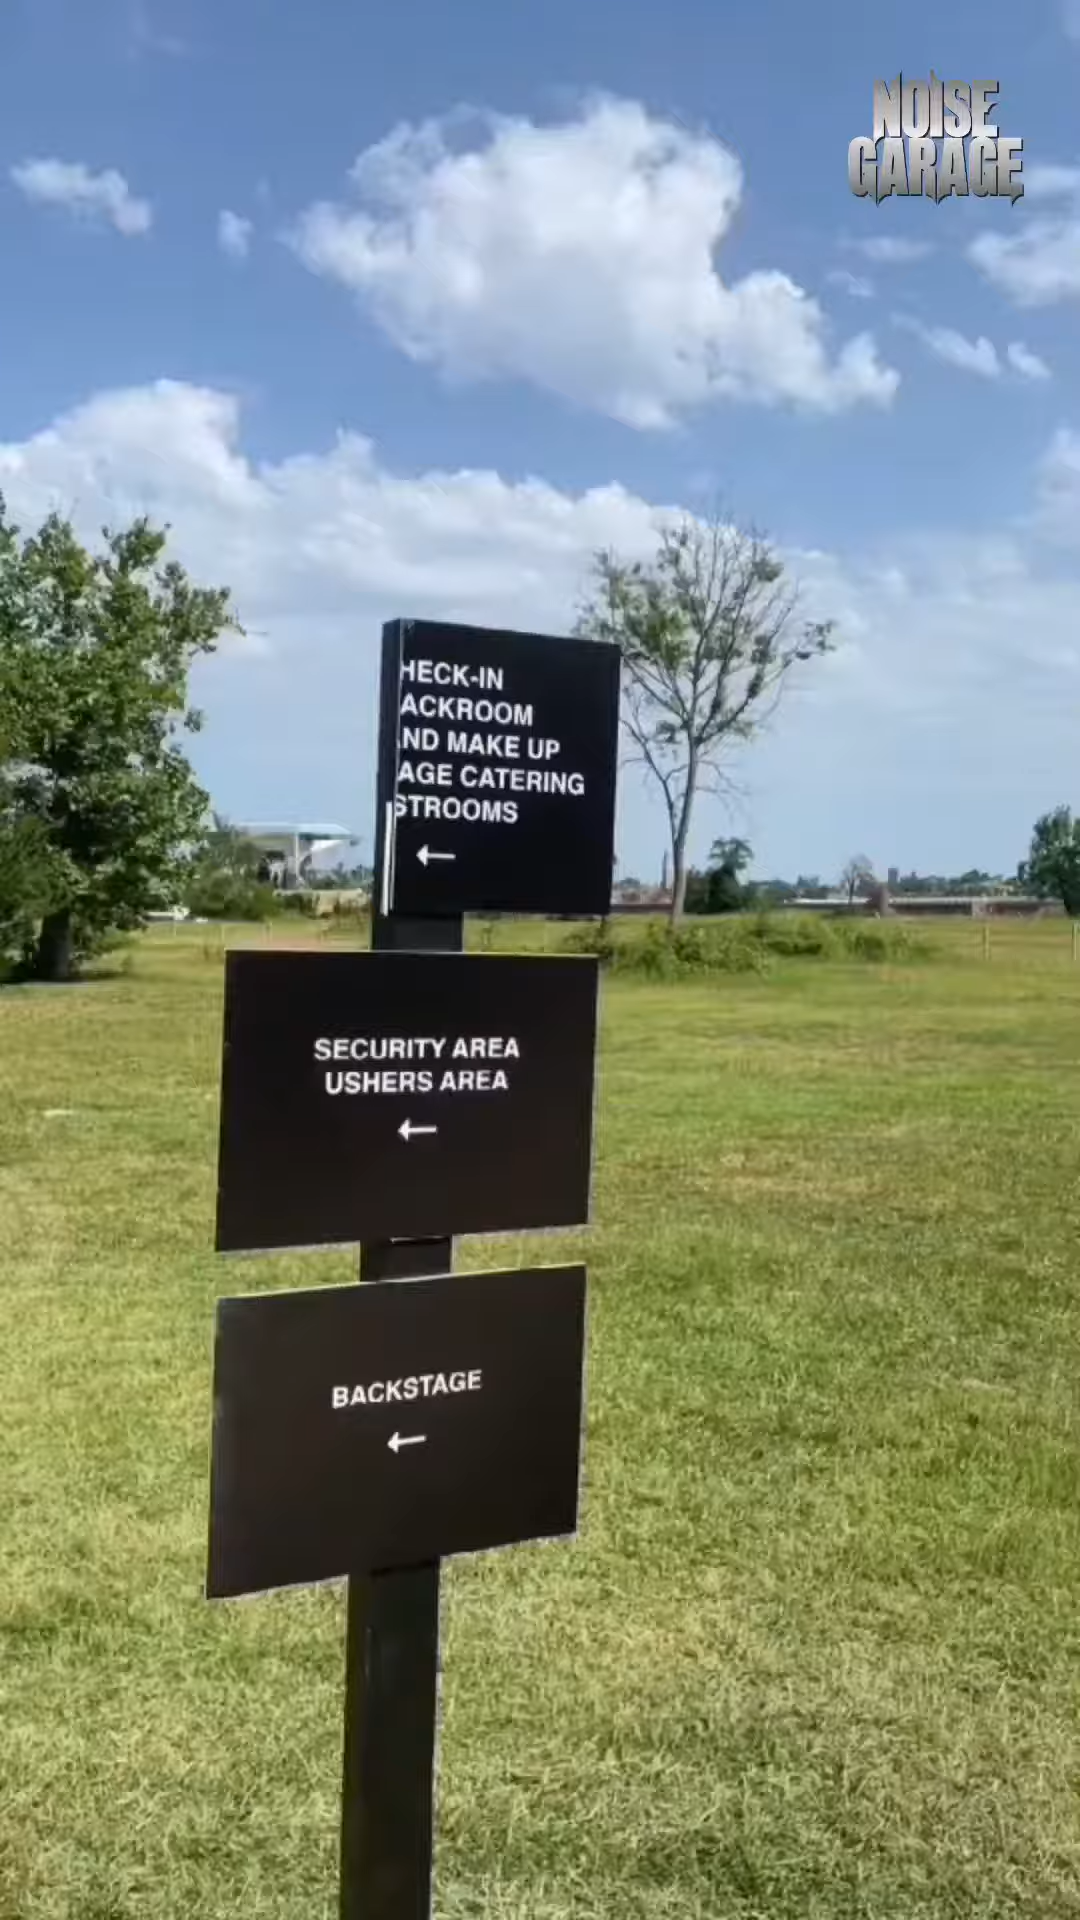 NOISE
GARAGE
HECK-IN
ACKROOM
ND MAKE UP
AGE CATERING
STROOMS
←
SECURITY AREA
USHERS AREA
←
BACKSTAGE
←